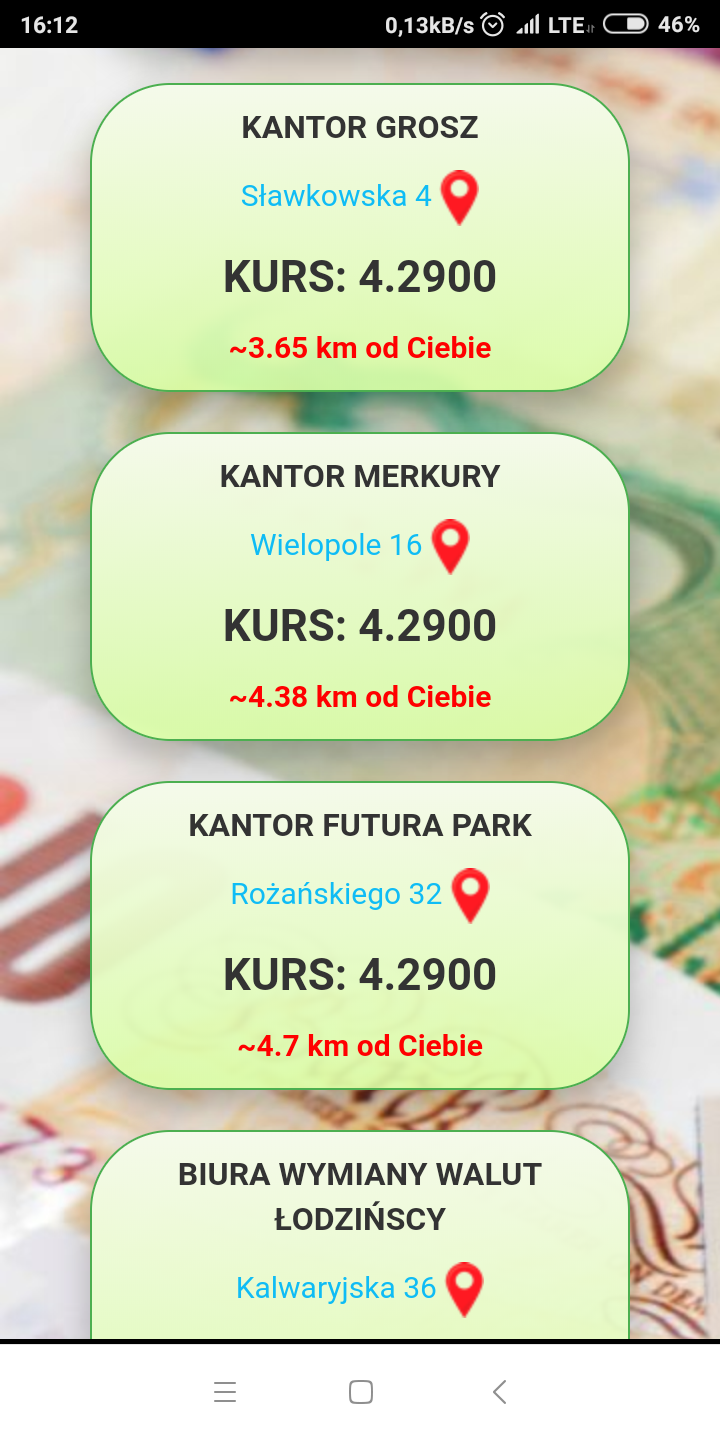 16:12 0,13kB/s LTE 46%
KANTOR GROSZ
Sławkowska 4
KURS: 4.2900
~3.65 km od Ciebie
KANTOR MERKURY
Wielopole 16
KURS: 4.2900
~4.38 km od Ciebie
KANTOR FUTURA PARK
Rożańskiego 32
KURS: 4.2900
~4.7 km od Ciebie
BIURA WYMIANY WALUT
ŁODZIŃSCY
Kalwaryjska 36